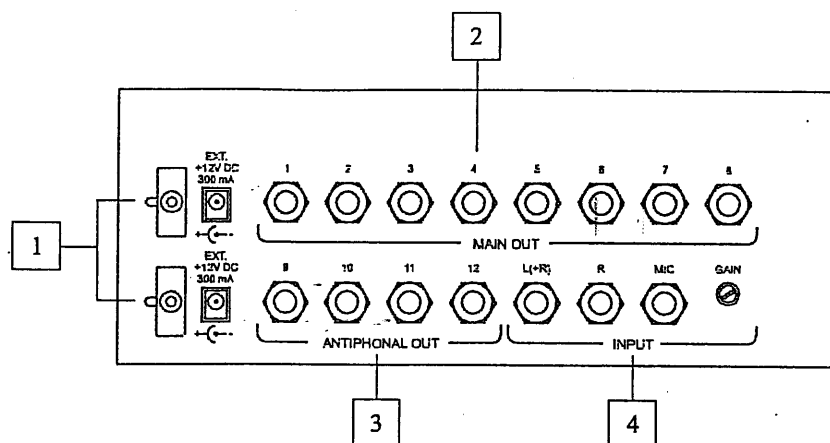 2
EXT.
+12V DC
300 mA
1 2 3 4 5 6 7 8
+ -
MAIN OUT
1
EXT.
+12V DC
300 mA
9 10 11 12 L(+R) R MIC GAIN
+ -
ANTIPHONAL OUT INPUT
3 4